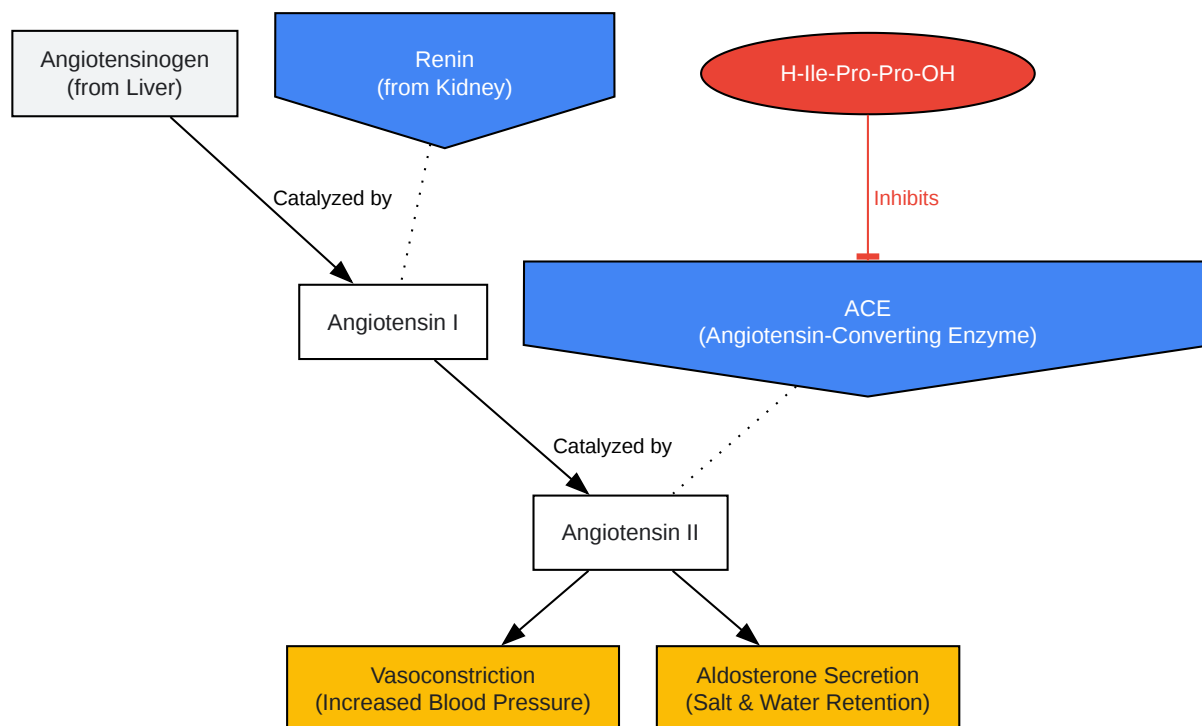 Angiotensinogen
(from Liver)
Renin
(from Kidney)
H-Ile-Pro-Pro-OH
Catalyzed by
Inhibits
Angiotensin I
ACE
(Angiotensin-Converting Enzyme)
Catalyzed by
Angiotensin II
Vasoconstriction
(Increased Blood Pressure)
Aldosterone Secretion
(Salt & Water Retention)